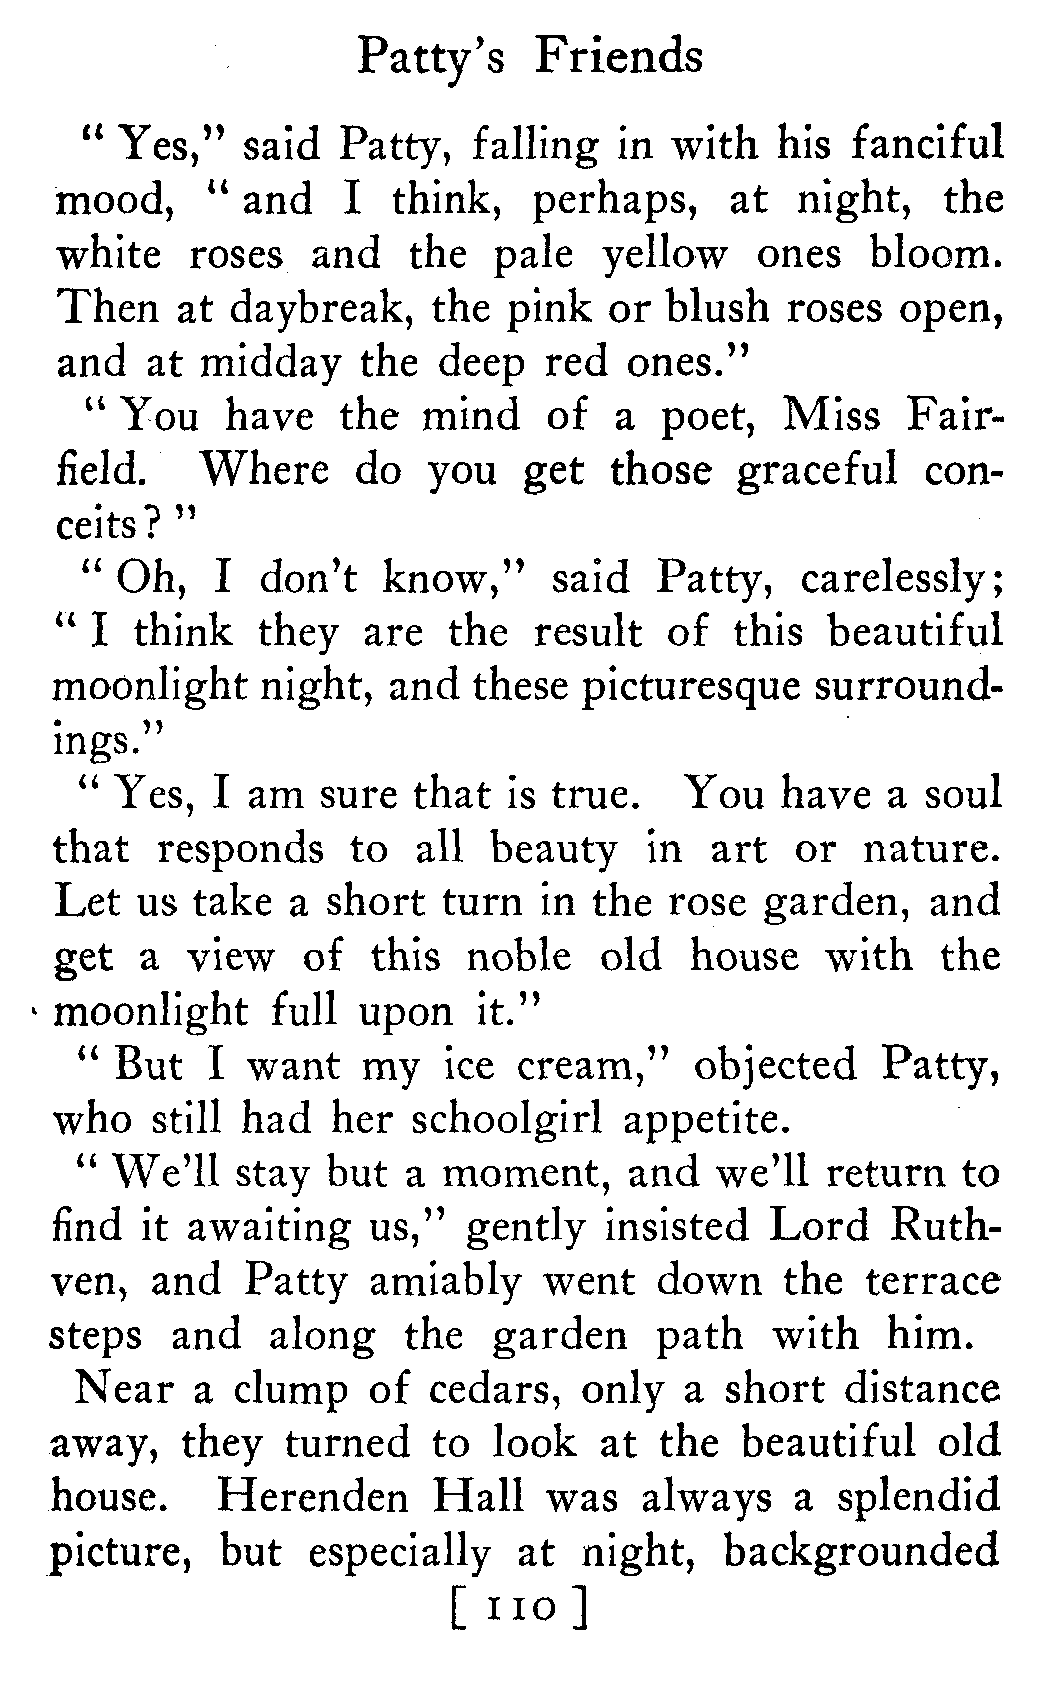 Patty's Friends
" Yes," said Patty, falling in with his fanciful
mood, " and I think, perhaps, at night, the
white roses and the pale yellow ones bloom.
Then at daybreak, the pink or blush roses open,
and at midday the deep red ones."
" You have the mind of a poet, Miss Fair-
field. Where do you get those graceful con-
ceits? "
" Oh, I don't know," said Patty, carelessly;
" I think they are the result of this beautiful
moonlight night, and these picturesque surround-
ings."
" Yes, I am sure that is true. You have a soul
that responds to all beauty in art or nature.
Let us take a short turn in the rose garden, and
get a view of this noble old house with the
moonlight full upon it."
" But I want my ice cream," objected Patty,
who still had her schoolgirl appetite.
" We'll stay but a moment, and we'll return to
find it awaiting us," gently insisted Lord Ruth-
ven, and Patty amiably went down the terrace
steps and along the garden path with him.
Near a clump of cedars, only a short distance
away, they turned to look at the beautiful old
house. Herenden Hall was always a splendid
picture, but especially at night, backgrounded
[ 110 ]